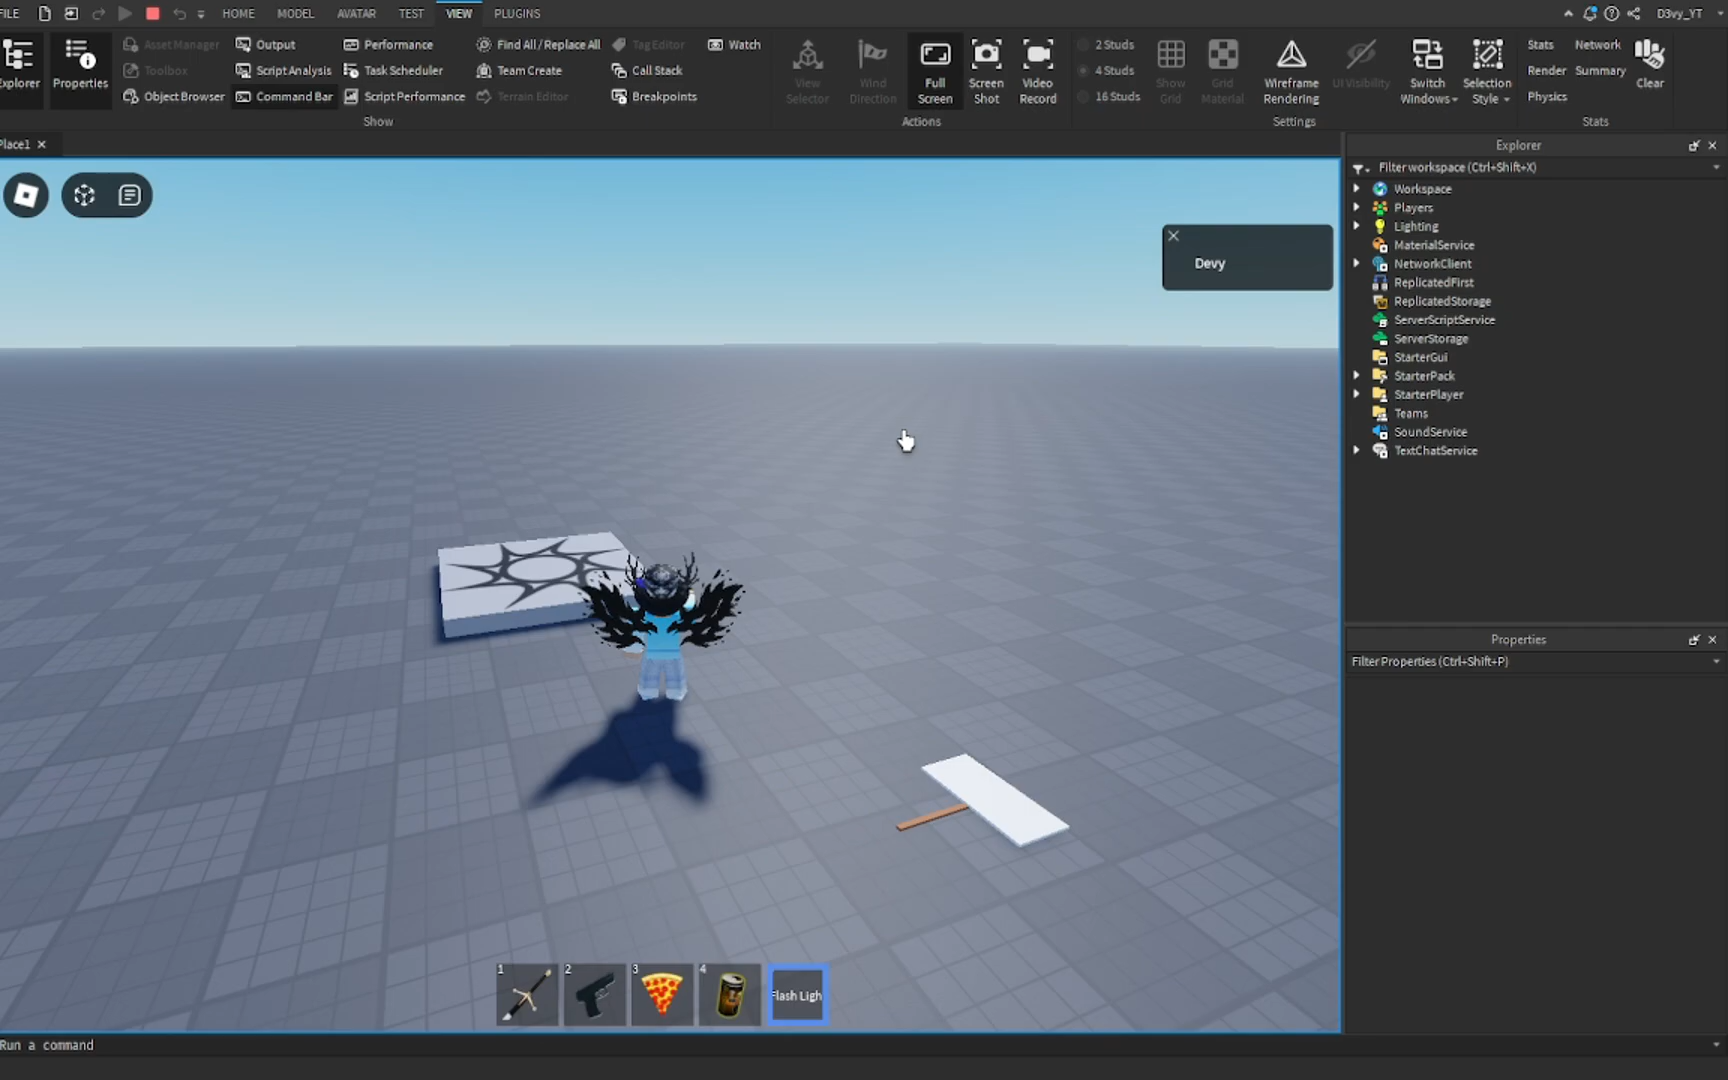 FILE HOME MODEL AVATAR TEST VIEW PLUGINS D3vy_YT
Explorer
Properties
Asset Manager
Toolbox
Object Browser
Output
Script Analysis
Command Bar
Performance
Task Scheduler
Script Performance
Find All / Replace All
Team Create
Terrain Editor
Tag Editor
Call Stack
Breakpoints
Watch
Show
View
Selector
Wind
Direction
Full
Screen
Screen
Shot
Video
Record
Actions
2 Studs
4 Studs
16 Studs
Show
Grid
Grid
Material
Wireframe
Rendering
UI Visibility
Switch
Windows
Selection
Style
Settings
Stats
Render
Physics
Network
Summary
Clear
Stats
Place1
Devy
1
2
3
4
Flash Ligh
Explorer
Filter workspace (Ctrl+Shift+X)
Workspace
Players
Lighting
MaterialService
NetworkClient
ReplicatedFirst
ReplicatedStorage
ServerScriptService
ServerStorage
StarterGui
StarterPack
StarterPlayer
Teams
SoundService
TextChatService
Properties
Filter Properties (Ctrl+Shift+P)
Run a command